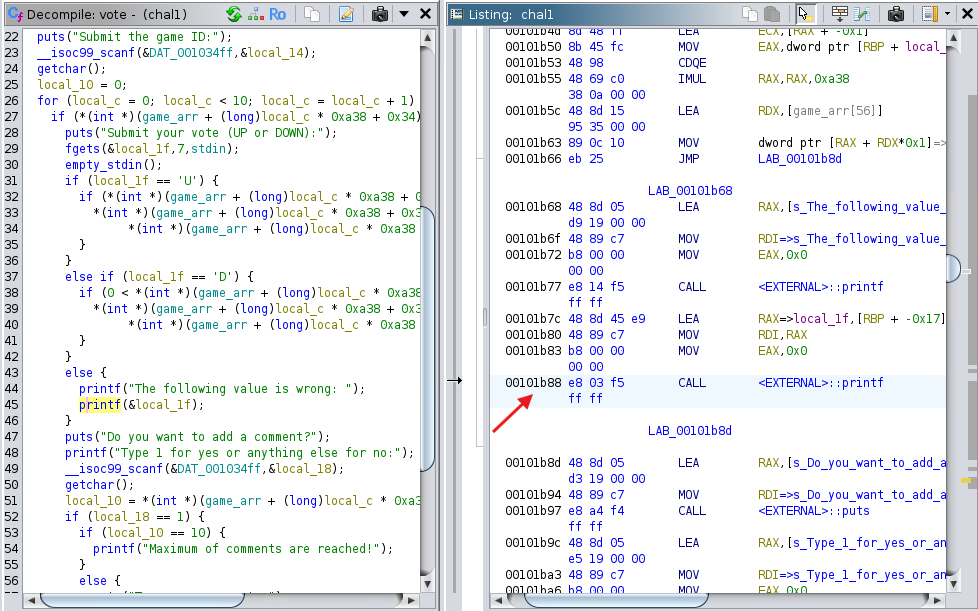 Decompile: vote - (chal1)
Ro
22 puts("Submit the game ID:");
23 __isoc99_scanf(&DAT_001034ff,&local_14);
24 getchar();
25 local_10 = 0;
26 for (local_c = 0; local_c < 10; local_c = local_c + 1)
27 if (*(int *)(game_arr + (long)local_c * 0xa38 + 0x34)
28 puts("Submit your vote (UP or DOWN):");
29 fgets(&local_1f,7,stdin);
30 empty_stdin();
31 if (local_1f == 'U') {
32 if (*(int *)(game_arr + (long)local_c * 0xa38 + 0
33 *(int *)(game_arr + (long)local_c * 0xa38 + 0x3
34 *(int *)(game_arr + (long)local_c * 0xa38
35 }
36 }
37 else if (local_1f == 'D') {
38 if (0 < *(int *)(game_arr + (long)local_c * 0xa38
39 *(int *)(game_arr + (long)local_c * 0xa38 + 0x3
40 *(int *)(game_arr + (long)local_c * 0xa38
41 }
42 }
43 else {
44 printf("The following value is wrong: ");
45 printf(&local_1f);
46 }
47 puts("Do you want to add a comment?");
48 printf("Type 1 for yes or anything else for no:");
49 __isoc99_scanf(&DAT_001034ff,&local_18);
50 getchar();
51 local_10 = *(int *)(game_arr + (long)local_c * 0xa3
52 if (local_18 == 1) {
53 if (local_10 == 10) {
54 printf("Maximum of comments are reached!");
55 }
56 else {
Listing: chal1
00101b4d 8d 48 ff LEA ECX,[RAX + -0x1]
00101b50 8b 45 fc MOV EAX,dword ptr [RBP + local_
00101b53 48 98 CDQE
00101b55 48 69 c0 IMUL RAX,RAX,0xa38
38 0a 00 00
00101b5c 48 8d 15 LEA RDX,[game_arr[56]]
95 35 00 00
00101b63 89 0c 10 MOV dword ptr [RAX + RDX*0x1]=>
00101b66 eb 25 JMP LAB_00101b8d
LAB_00101b68
00101b68 48 8d 05 LEA RAX,[s_The_following_value_
d9 19 00 00
00101b6f 48 89 c7 MOV RDI=>s_The_following_value_
00101b72 b8 00 00 MOV EAX,0x0
00 00
00101b77 e8 14 f5 CALL <EXTERNAL>::printf
ff ff
00101b7c 48 8d 45 e9 LEA RAX=>local_1f,[RBP + -0x17]
00101b80 48 89 c7 MOV RDI,RAX
00101b83 b8 00 00 MOV EAX,0x0
00 00
00101b88 e8 03 f5 CALL <EXTERNAL>::printf
ff ff
LAB_00101b8d
00101b8d 48 8d 05 LEA RAX,[s_Do_you_want_to_add_a
d3 19 00 00
00101b94 48 89 c7 MOV RDI=>s_Do_you_want_to_add_a
00101b97 e8 a4 f4 CALL <EXTERNAL>::puts
ff ff
00101b9c 48 8d 05 LEA RAX,[s_Type_1_for_yes_or_an
e5 19 00 00
00101ba3 48 89 c7 MOV RDI=>s_Type_1_for_yes_or_an
00101ba6 b8 00 00 MOV EAX,0x0